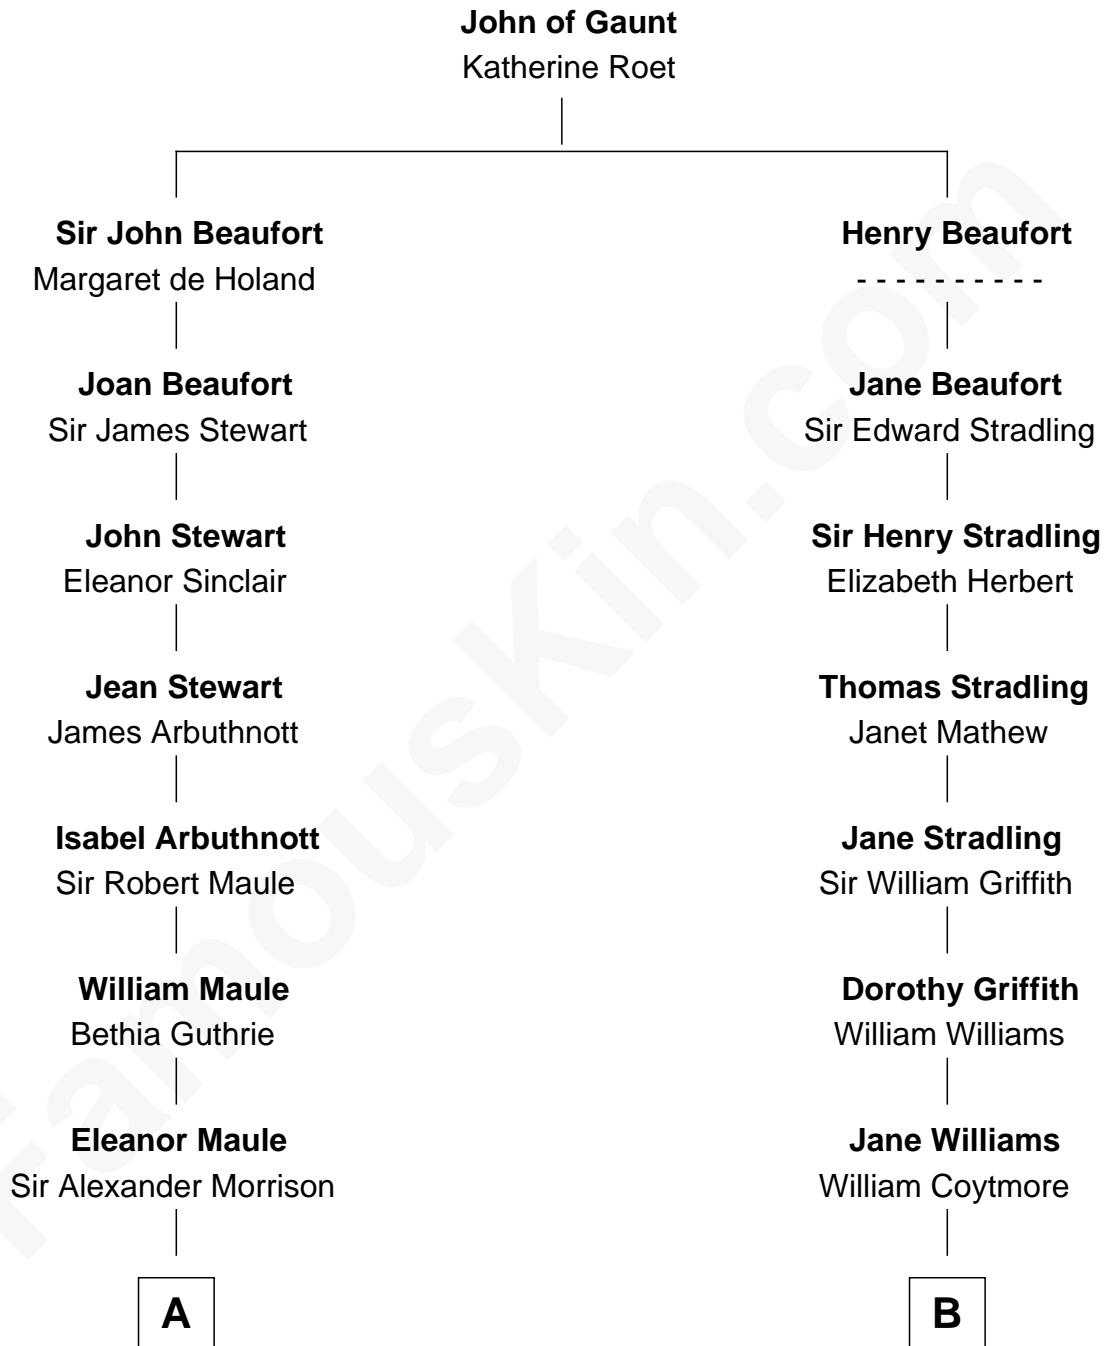 John of Gaunt
Katherine Roet
Sir John Beaufort
Margaret de Holand
Henry Beaufort
- - - - - - - - - -
Joan Beaufort
Sir James Stewart
Jane Beaufort
Sir Edward Stradling
John Stewart
Eleanor Sinclair
Sir Henry Stradling
Elizabeth Herbert
Jean Stewart
James Arbuthnott
Thomas Stradling
Janet Mathew
Isabel Arbuthnott
Sir Robert Maule
Jane Stradling
Sir William Griffith
William Maule
Bethia Guthrie
Dorothy Griffith
William Williams
Eleanor Maule
Sir Alexander Morrison
Jane Williams
William Coytmore
A
B
FamousKin.com